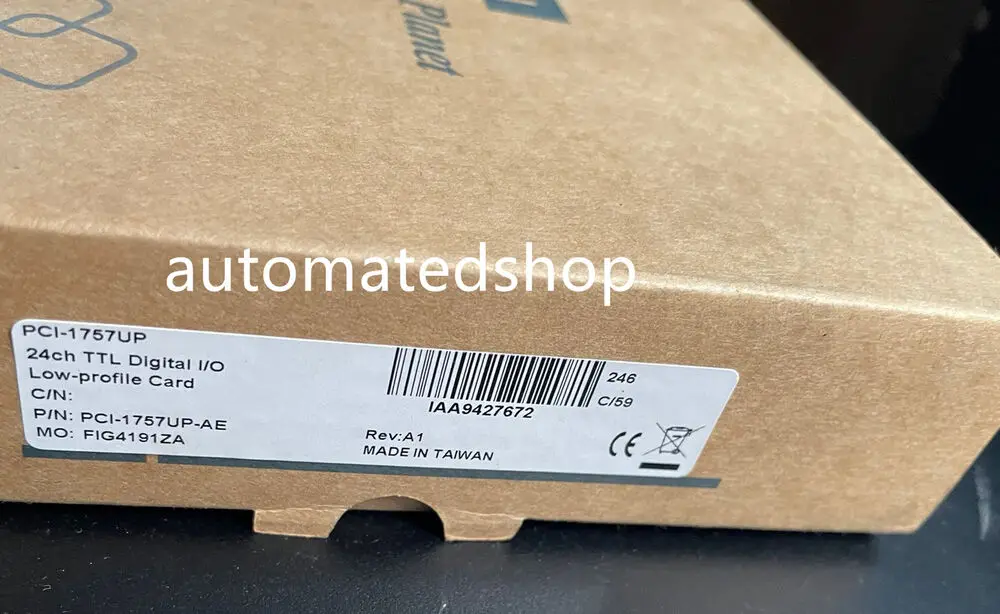 Planet
automatedshop
PCI-1757UP
24ch TTL Digital I/O
Low-profile Card
C/N:
P/N: PCI-1757UP-AE
MO: FIG4191ZA
IAA9427672
246
C/59
Rev:A1
MADE IN TAIWAN
CE